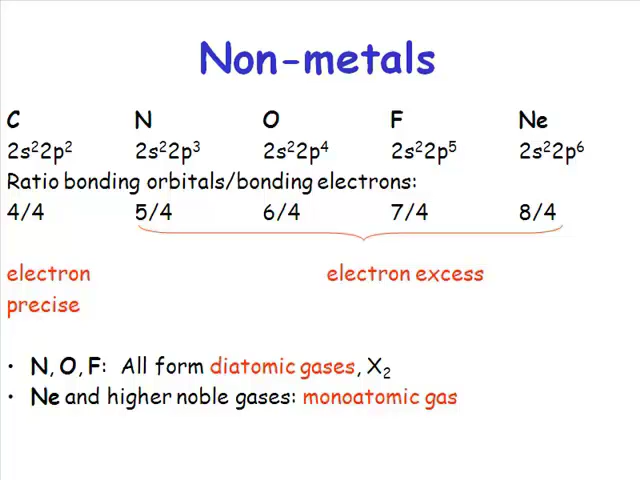 Non-metals
C N O F Ne
2s²2p² 2s²2p³ 2s²2p⁴ 2s²2p⁵ 2s²2p⁶
Ratio bonding orbitals/bonding electrons:
4/4 5/4 6/4 7/4 8/4
electron electron excess
precise
• N, O, F: All form diatomic gases, X₂
• Ne and higher noble gases: monoatomic gas